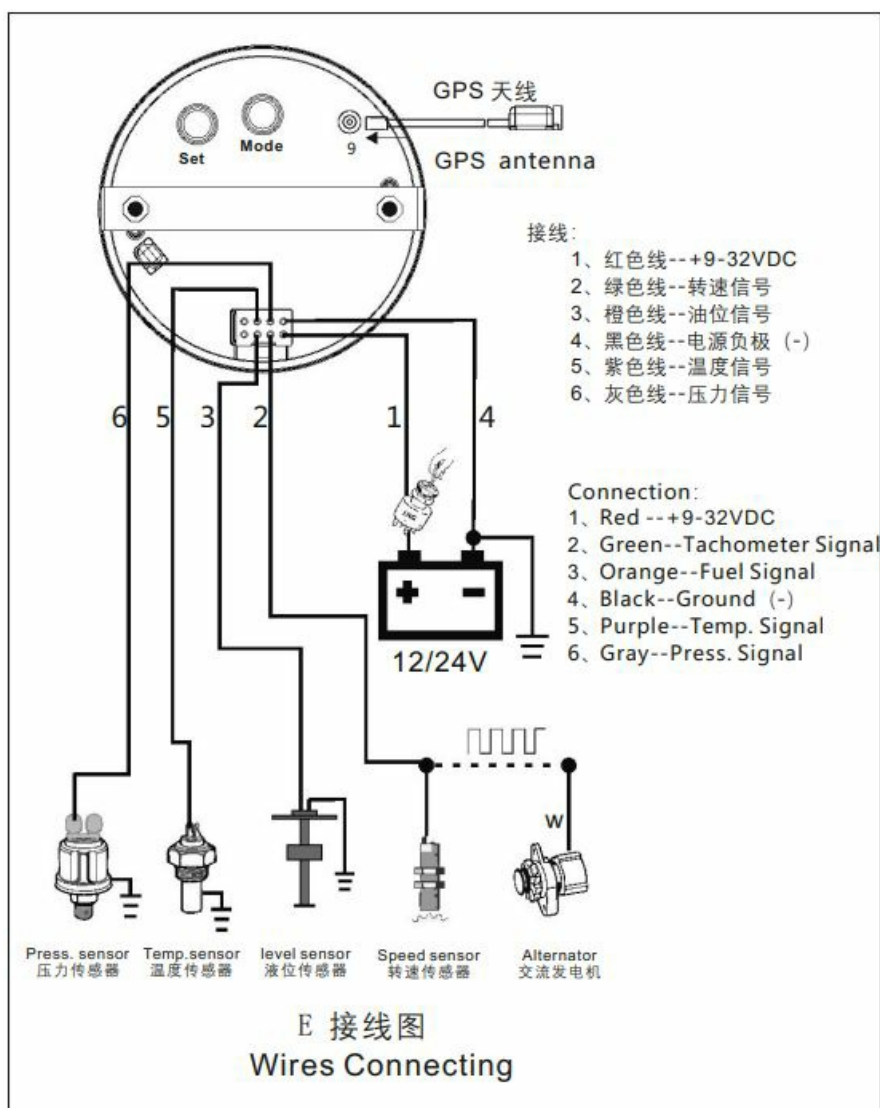 GPS 天线
Set
Mode
9
GPS antenna
接线:
1、红色线--+9-32VDC
2、绿色线--转速信号
3、橙色线--油位信号
4、黑色线--电源负极 (-)
5、紫色线--温度信号
6、灰色线--压力信号
6
5
3
2
1
4
Connection:
1、Red --+9-32VDC
2、Green--Tachometer Signal
3、Orange--Fuel Signal
4、Black--Ground (-)
5、Purple--Temp. Signal
6、Gray--Press. Signal
+
-
12/24V
W
Press. sensor
压力传感器
Temp.sensor
温度传感器
level sensor
液位传感器
Speed sensor
转速传感器
Alternator
交流发电机
E 接线图
Wires Connecting